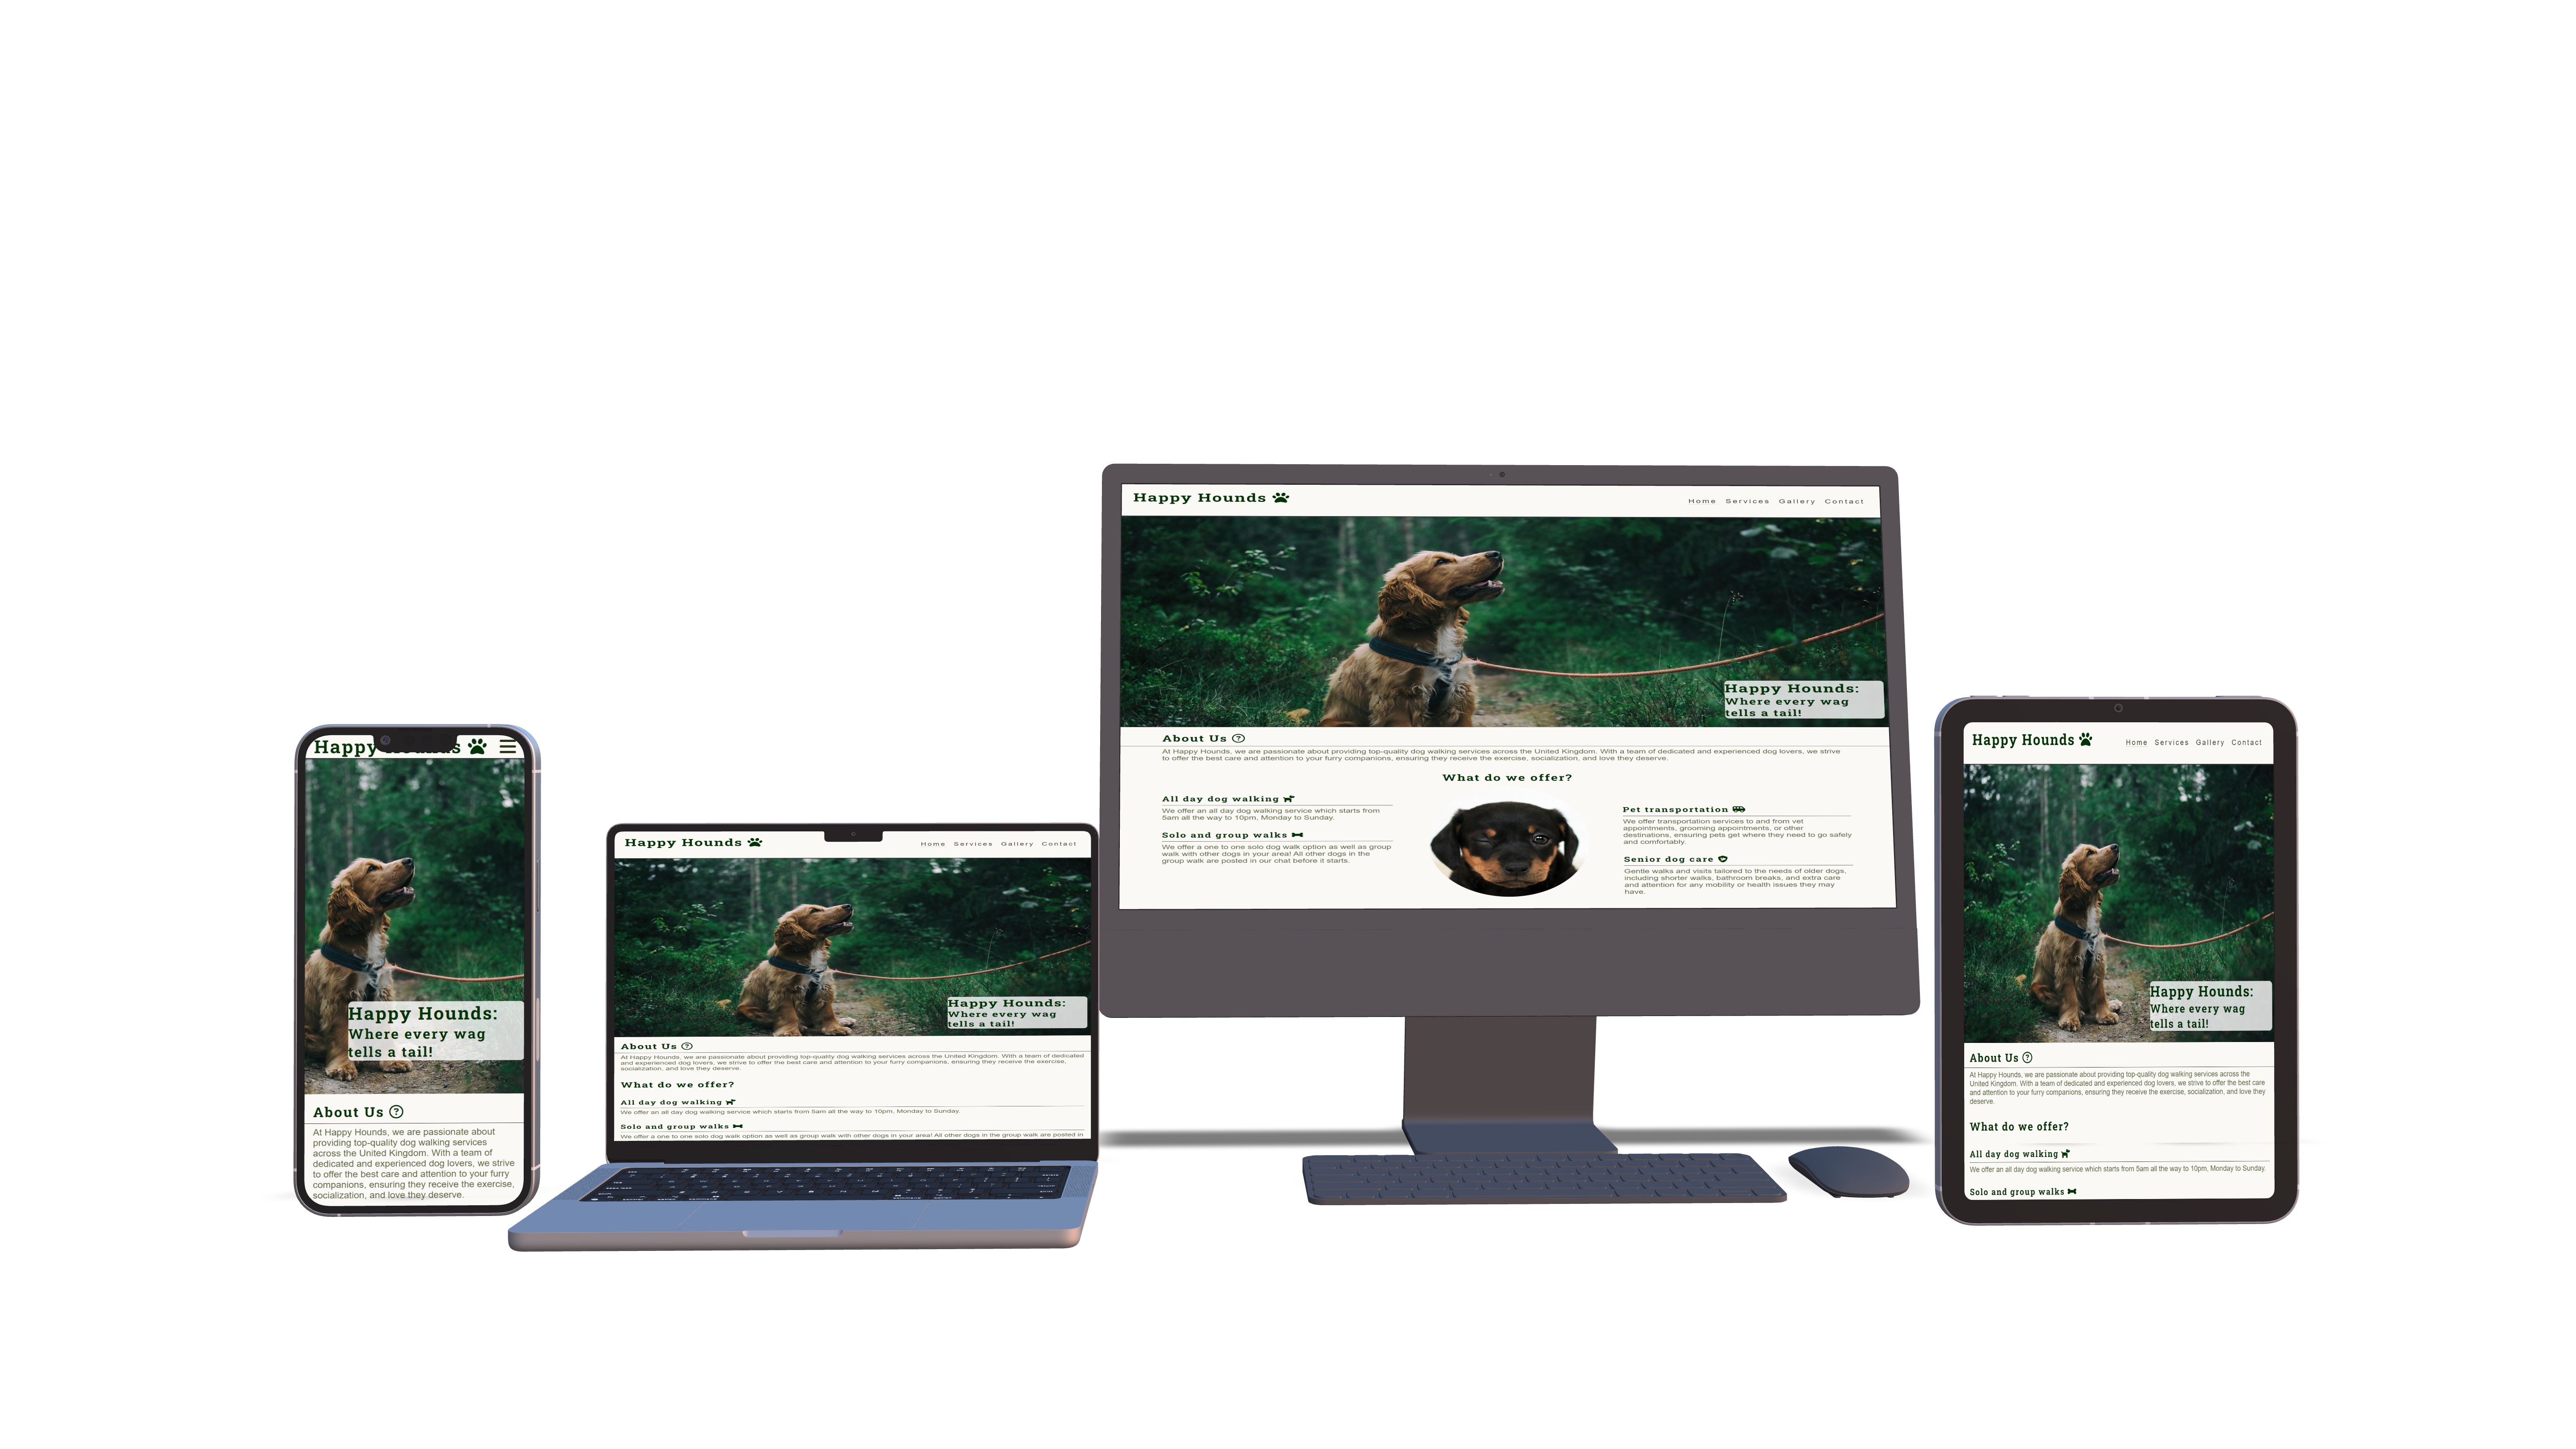 Happy Hounds
Home Services Gallery Contact
Happy Hounds:
Where every wag
tells a tail!
About Us ?
At Happy Hounds, we are passionate about providing top-quality dog walking services across the United Kingdom. With a team of dedicated and experienced dog lovers, we strive
to offer the best care and attention to your furry companions, ensuring they receive the exercise, socialization, and love they deserve.
What do we offer?
All day dog walking
We offer an all day dog walking service which starts from
5am all the way to 10pm, Monday to Sunday.
Solo and group walks
We offer a one to one solo dog walk option as well as group
walk with other dogs in your area! All other dogs in the
group walk are posted in our chat before it starts.
Pet transportation
We offer transportation services to and from vet
appointments, grooming appointments, or other
destinations, ensuring pets get where they need to go safely
and comfortably.
Senior dog care
Gentle walks and visits tailored to the needs of older dogs,
including shorter walks, bathroom breaks, and extra care
and attention for any mobility or health issues they may
have.
Happy
Happy Hounds:
Where every wag
tells a tail!
About Us ?
At Happy Hounds, we are passionate about
providing top-quality dog walking services
across the United Kingdom. With a team of
dedicated and experienced dog lovers, we strive
to offer the best care and attention to your furry
companions, ensuring they receive the exercise,
socialization, and love they deserve.
Happy Hounds
Home Services Gallery Contact
Happy Hounds:
Where every wag
tells a tail!
About Us ?
At Happy Hounds, we are passionate about providing top-quality dog walking services across the United Kingdom. With a team of dedicated
and experienced dog lovers, we strive to offer the best care and attention to your furry companions, ensuring they receive the exercise,
socialization, and love they deserve.
What do we offer?
All day dog walking
We offer an all day dog walking service which starts from 5am all the way to 10pm, Monday to Sunday.
Solo and group walks
We offer a one to one solo dog walk option as well as group walk with other dogs in your area! All other dogs in the group walk are posted in
Happy Hounds
Home Services Gallery Contact
Happy Hounds:
Where every wag
tells a tail!
About Us ?
At Happy Hounds, we are passionate about providing top-quality dog walking services across the
United Kingdom. With a team of dedicated and experienced dog lovers, we strive to offer the best care
and attention to your furry companions, ensuring they receive the exercise, socialization, and love they
deserve.
What do we offer?
All day dog walking
We offer an all day dog walking service which starts from 5am all the way to 10pm, Monday to Sunday.
Solo and group walks